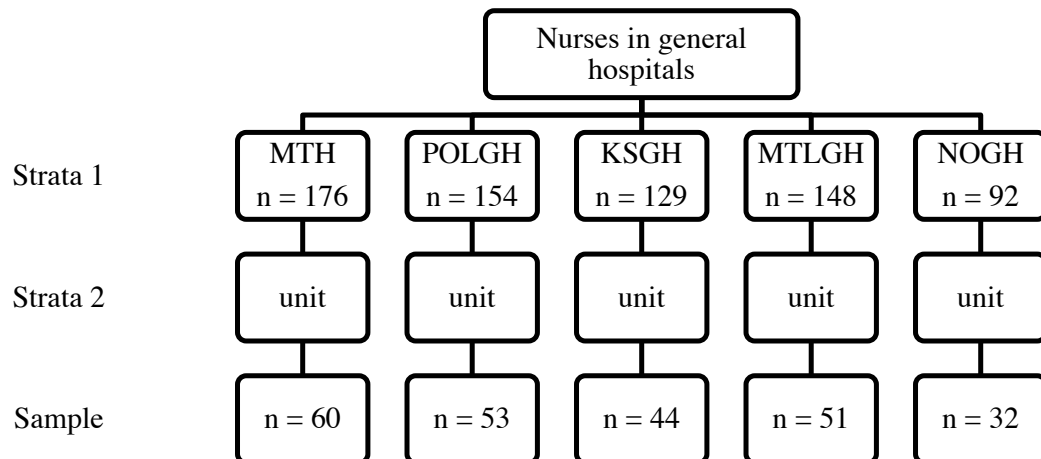 Nurses in general
hospitals
Strata 1
MTH
n = 176
POLGH
n = 154
KSGH
n = 129
MTLGH
n = 148
NOGH
n = 92
Strata 2
unit
unit
unit
unit
unit
Sample
n = 60
n = 53
n = 44
n = 51
n = 32